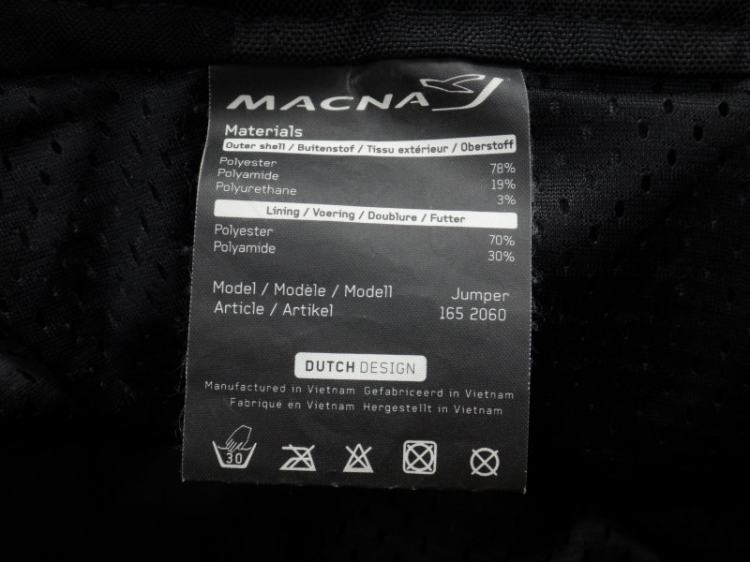 MACNA
Materials
Outer shell / Buitenstof / Tissu extérieur / Oberstoff
Polyester 78%
Polyamide 19%
Polyurethane 3%
Lining / Voering / Doublure / Futter
Polyester 70%
Polyamide 30%
Model / Modèle / Modell Jumper
Article / Artikel 165 2060
DUTCH DESIGN
Manufactured in Vietnam Gefabriceerd in Vietnam
Fabriqué en Vietnam Hergestellt in Vietnam
30